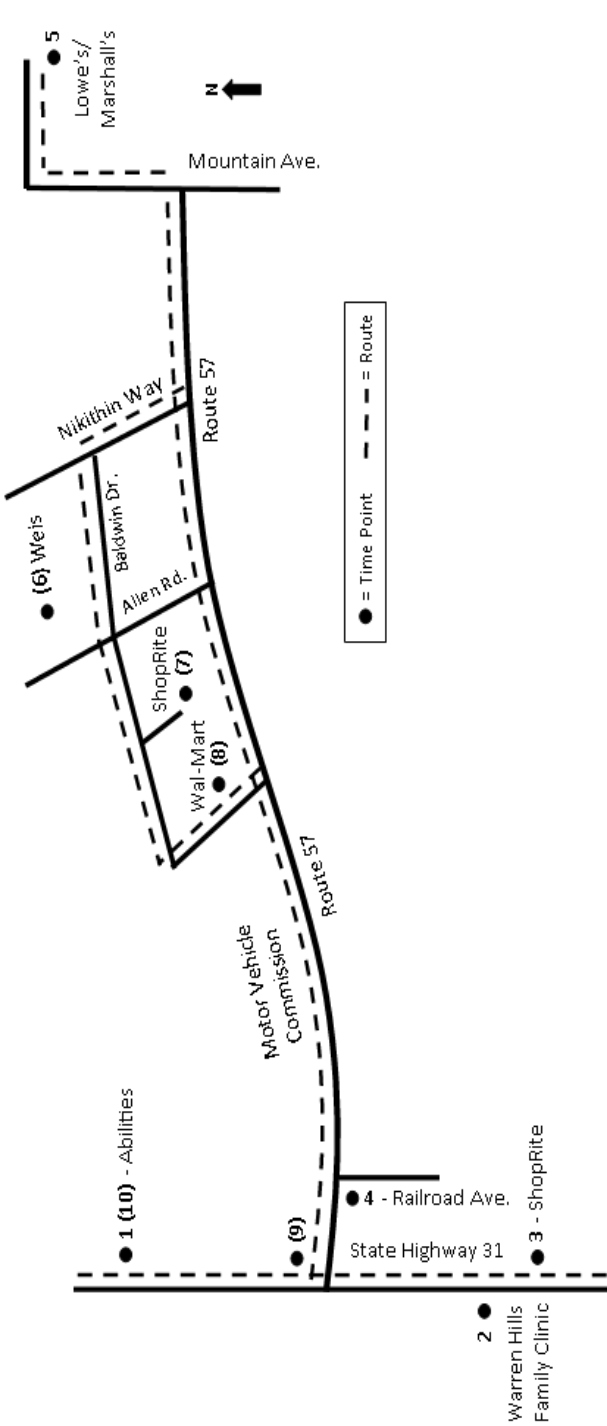 5
Lowe's/
Marshall's
N
Mountain Ave.
Nikithin Way
Route 57
(6) Weis
Baldwin Dr.
Allen Rd.
ShopRite
(7)
Wal-Mart
(8)
= Time Point
= Route
Route 57
Motor Vehicle
Commission
1 (10) - Abilities
(9)
4 - Railroad Ave.
State Highway 31
3 - ShopRite
2
Warren Hills
Family Clinic